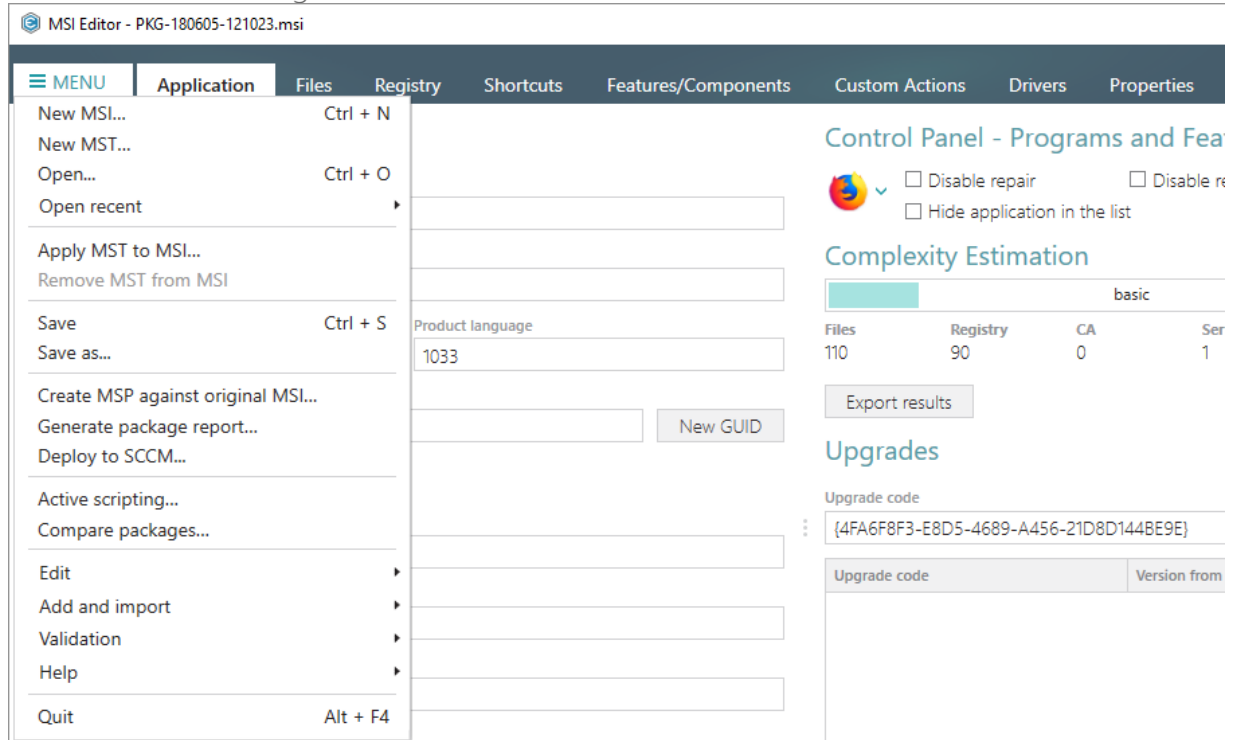 MSI Editor - PKG-180605-121023.msi
MENU Application Files Registry Shortcuts Features/Components Custom Actions Drivers Properties
New MSI... Ctrl + N
New MST...
Open... Ctrl + O
Open recent
Apply MST to MSI...
Remove MST from MSI
Save Ctrl + S
Save as...
Create MSP against original MSI...
Generate package report...
Deploy to SCCM...
Active scripting...
Compare packages...
Edit
Add and import
Validation
Help
Quit Alt + F4
Product language
1033
New GUID
Control Panel - Programs and Fea
Disable repair Disable re
Hide application in the list
Complexity Estimation
basic
Files Registry CA Ser
110 90 0 1
Export results
Upgrades
Upgrade code
{4FA6F8F3-E8D5-4689-A456-21D8D144BE9E}
Upgrade code Version from